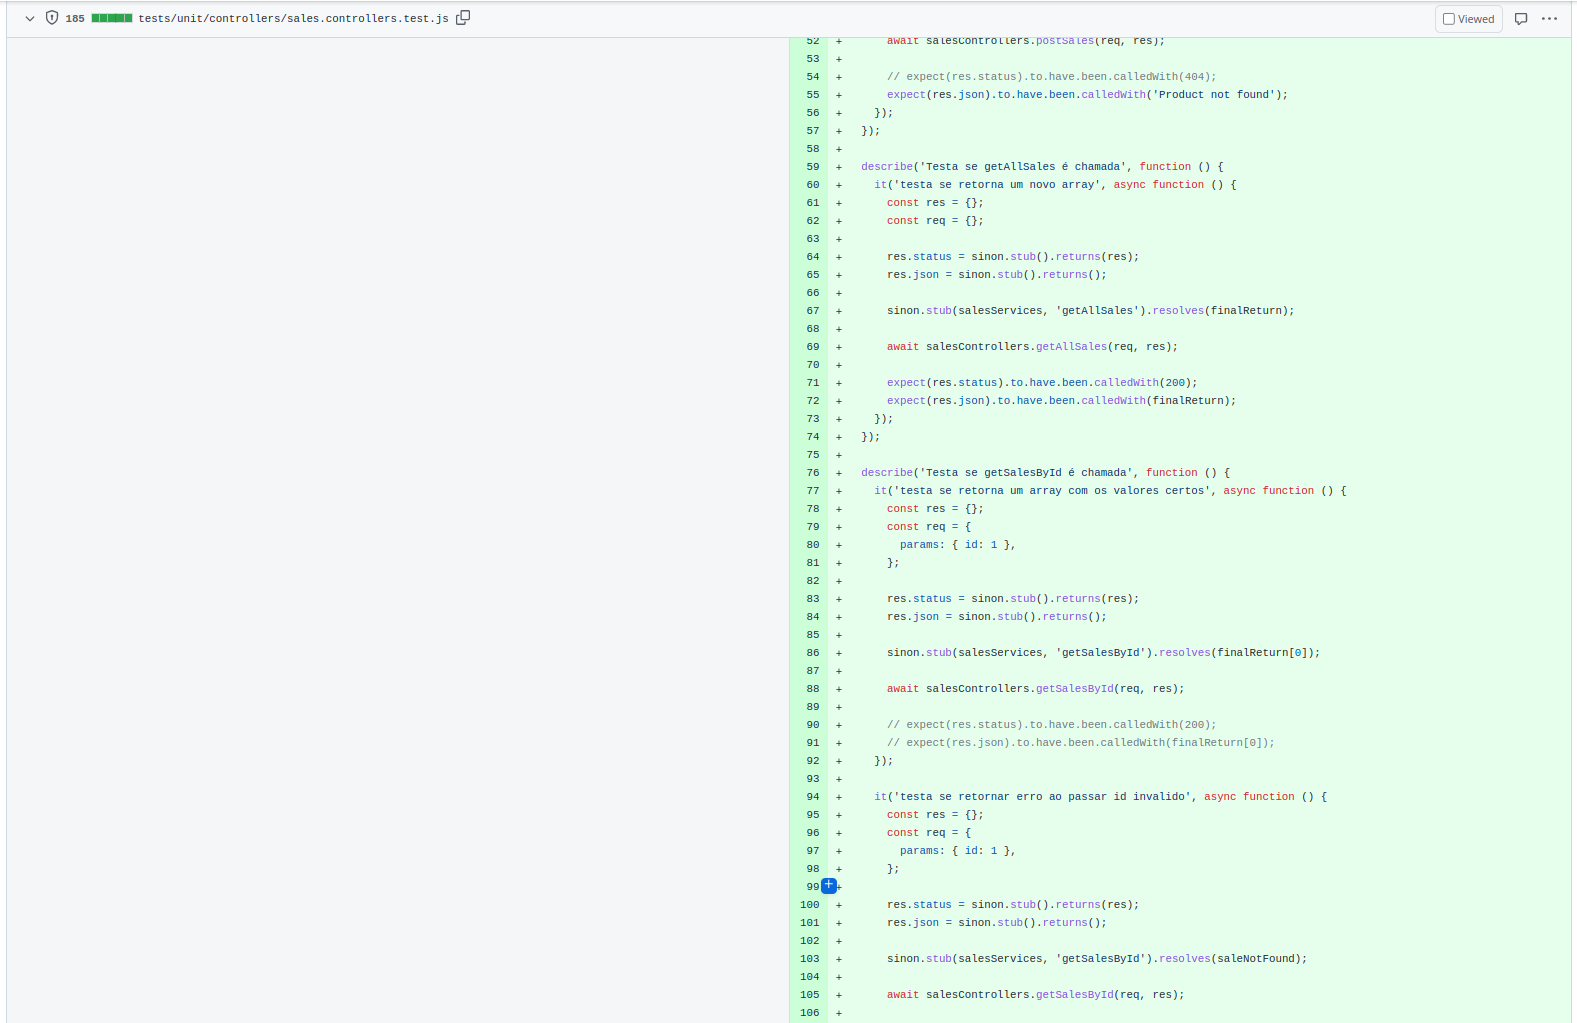 185 tests/unit/controllers/sales.controllers.test.js Viewed
52 + await salesControllers.postSales(req, res);
53 +
54 + // expect(res.status).to.have.been.calledWith(404);
55 + expect(res.json).to.have.been.calledWith('Product not found');
56 + });
57 + });
58 +
59 + describe('Testa se getAllSales é chamada', function () {
60 + it('testa se retorna um novo array', async function () {
61 + const res = {};
62 + const req = {};
63 +
64 + res.status = sinon.stub().returns(res);
65 + res.json = sinon.stub().returns();
66 +
67 + sinon.stub(salesServices, 'getAllSales').resolves(finalReturn);
68 +
69 + await salesControllers.getAllSales(req, res);
70 +
71 + expect(res.status).to.have.been.calledWith(200);
72 + expect(res.json).to.have.been.calledWith(finalReturn);
73 + });
74 + });
75 +
76 + describe('Testa se getSalesById é chamada', function () {
77 + it('testa se retorna um array com os valores certos', async function () {
78 + const res = {};
79 + const req = {
80 + params: { id: 1 },
81 + };
82 +
83 + res.status = sinon.stub().returns(res);
84 + res.json = sinon.stub().returns();
85 +
86 + sinon.stub(salesServices, 'getSalesById').resolves(finalReturn[0]);
87 +
88 + await salesControllers.getSalesById(req, res);
89 +
90 + // expect(res.status).to.have.been.calledWith(200);
91 + // expect(res.json).to.have.been.calledWith(finalReturn[0]);
92 + });
93 +
94 + it('testa se retornar erro ao passar id invalido', async function () {
95 + const res = {};
96 + const req = {
97 + params: { id: 1 },
98 + };
99 +
100 + res.status = sinon.stub().returns(res);
101 + res.json = sinon.stub().returns();
102 +
103 + sinon.stub(salesServices, 'getSalesById').resolves(saleNotFound);
104 +
105 + await salesControllers.getSalesById(req, res);
106 +